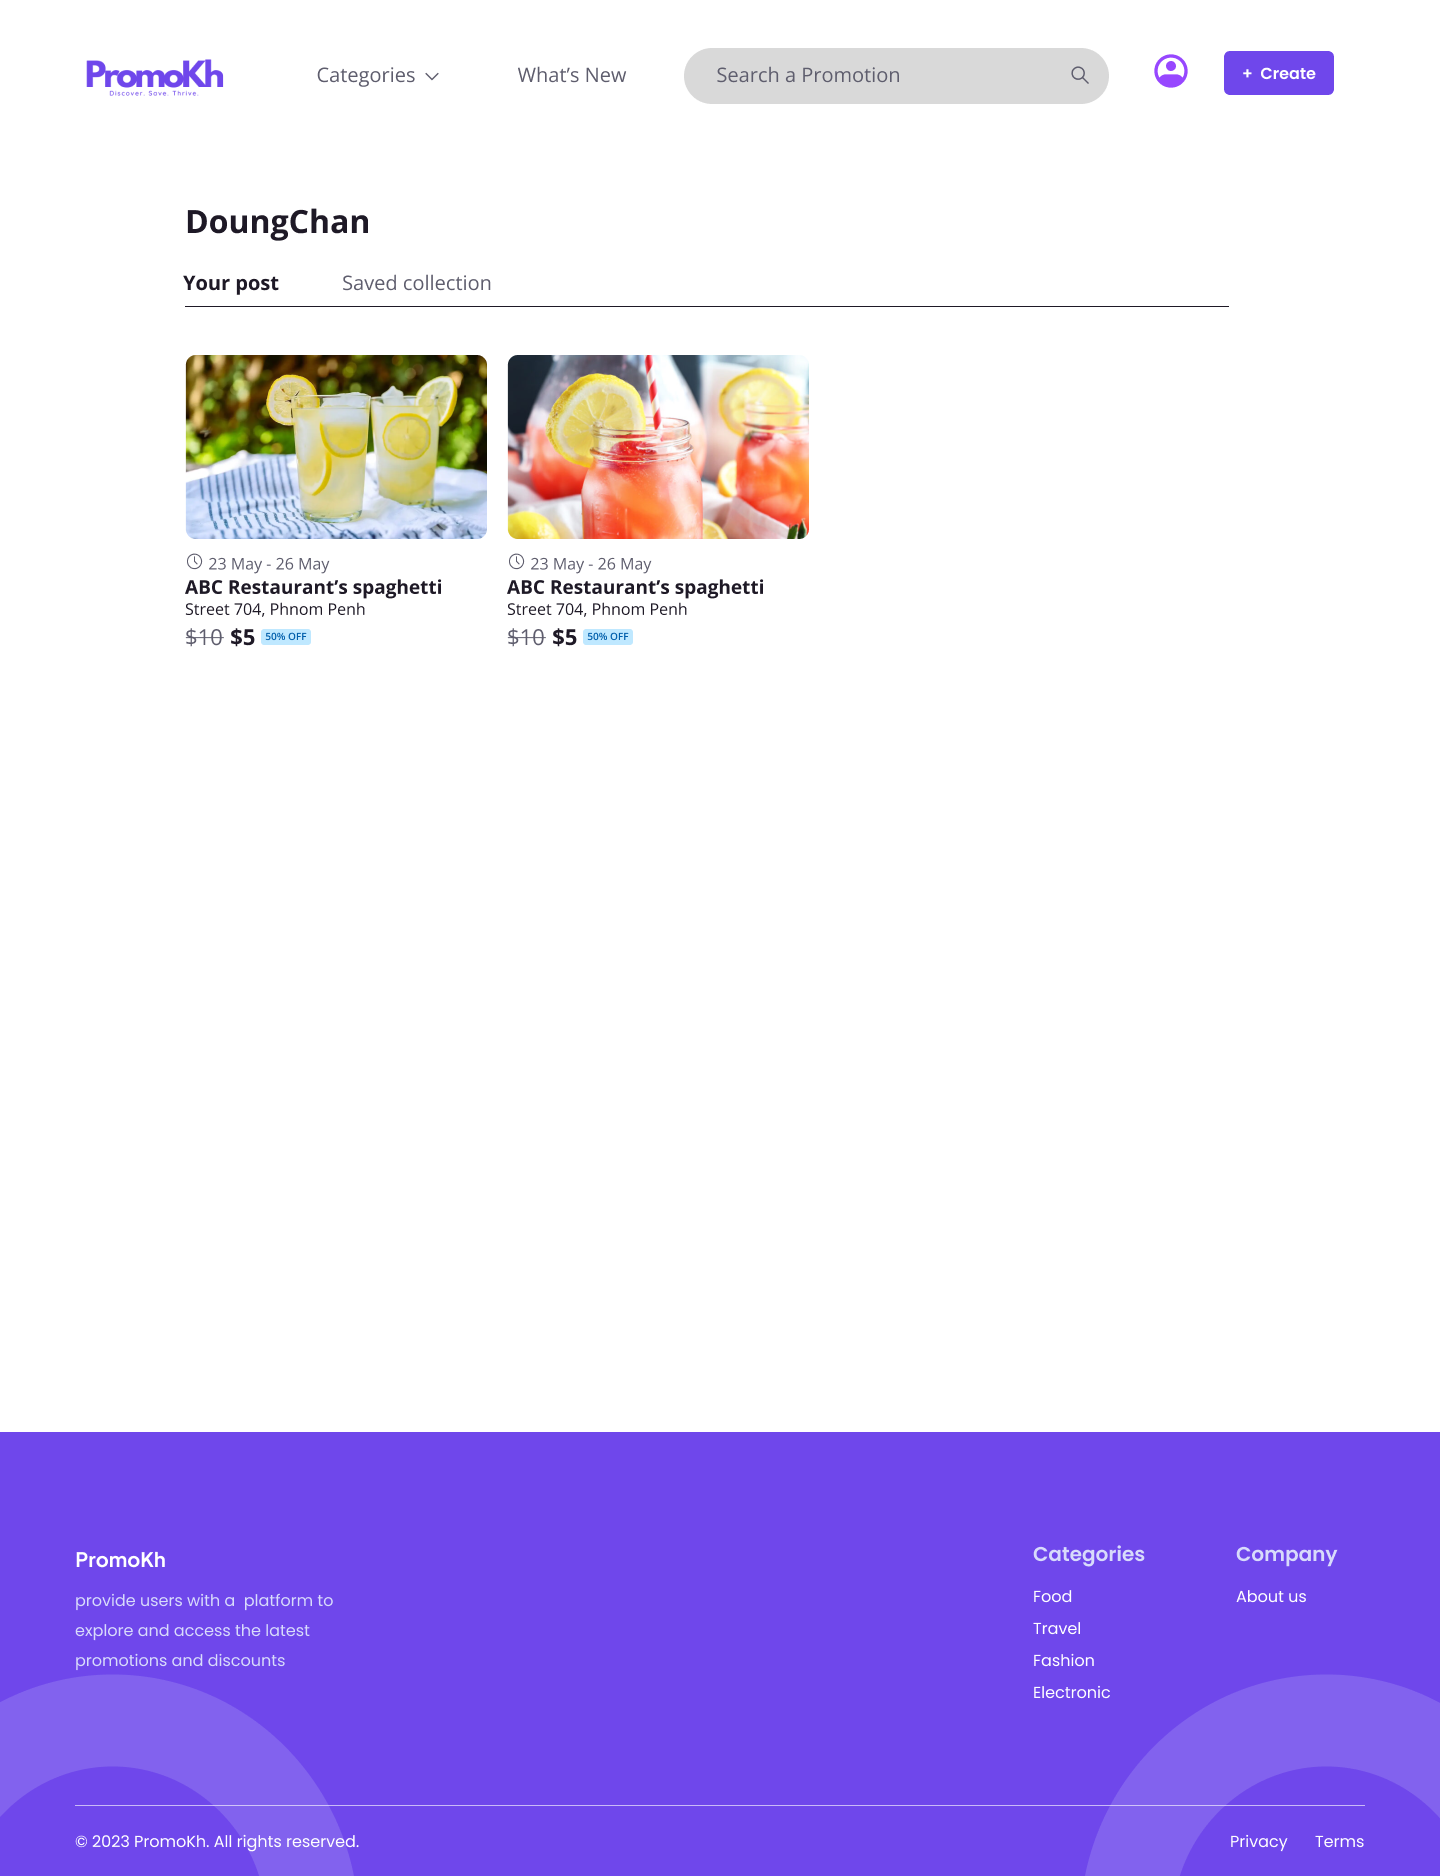 PromoKh
Discover. Save. Thrive.
Categories
What’s New
Search a Promotion
+ Create
DoungChan
Your post
Saved collection
23 May - 26 May
ABC Restaurant’s spaghetti
Street 704, Phnom Penh
$10 $5 50% OFF
23 May - 26 May
ABC Restaurant’s spaghetti
Street 704, Phnom Penh
$10 $5 50% OFF
PromoKh
provide users with a platform to
explore and access the latest
promotions and discounts
Categories
Food
Travel
Fashion
Electronic
Company
About us
© 2023 PromoKh. All rights reserved.
Privacy
Terms